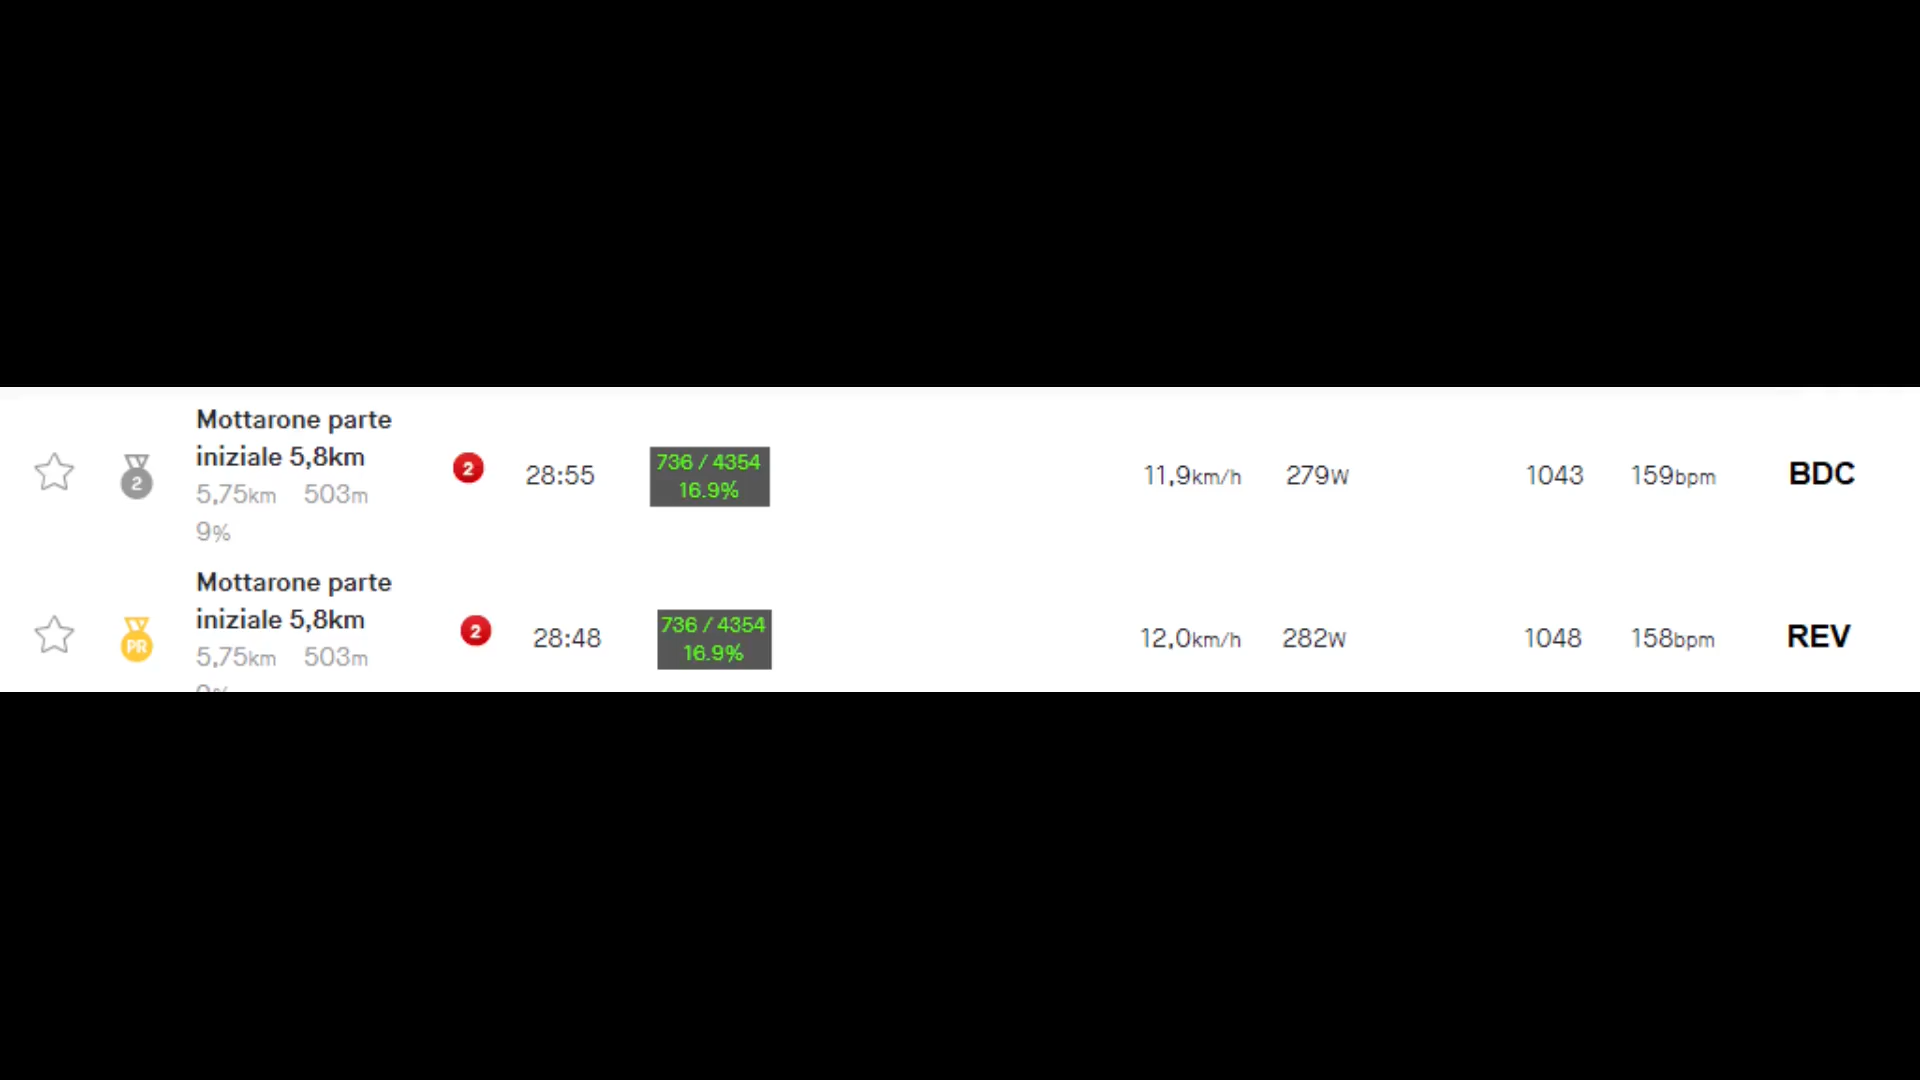 Mottarone parte
iniziale 5,8km
5,75km 503m
9%
2
2
28:55
736 / 4354
16.9%
11,9km/h 279W 1043 159bpm BDC
Mottarone parte
iniziale 5,8km
5,75km 503m
PR
2
28:48
736 / 4354
16.9%
12,0km/h 282W 1048 158bpm REV